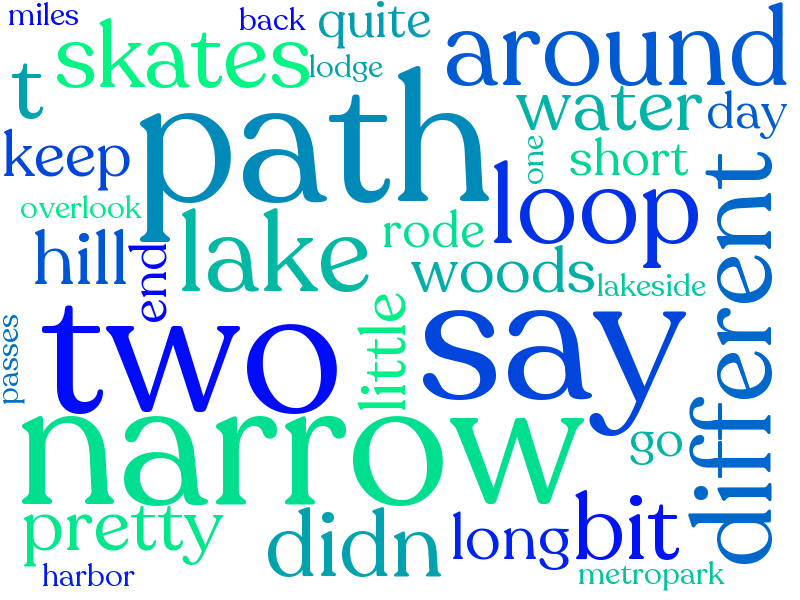 miles
back
quite
skates
lodge
around
t
path
water
day
keep
one
short
overlook
lake
rode
loop
different
hill
end
woods
lakeside
passes
two
little
say
narrow
go
pretty
didn
long
bit
harbor
metropark